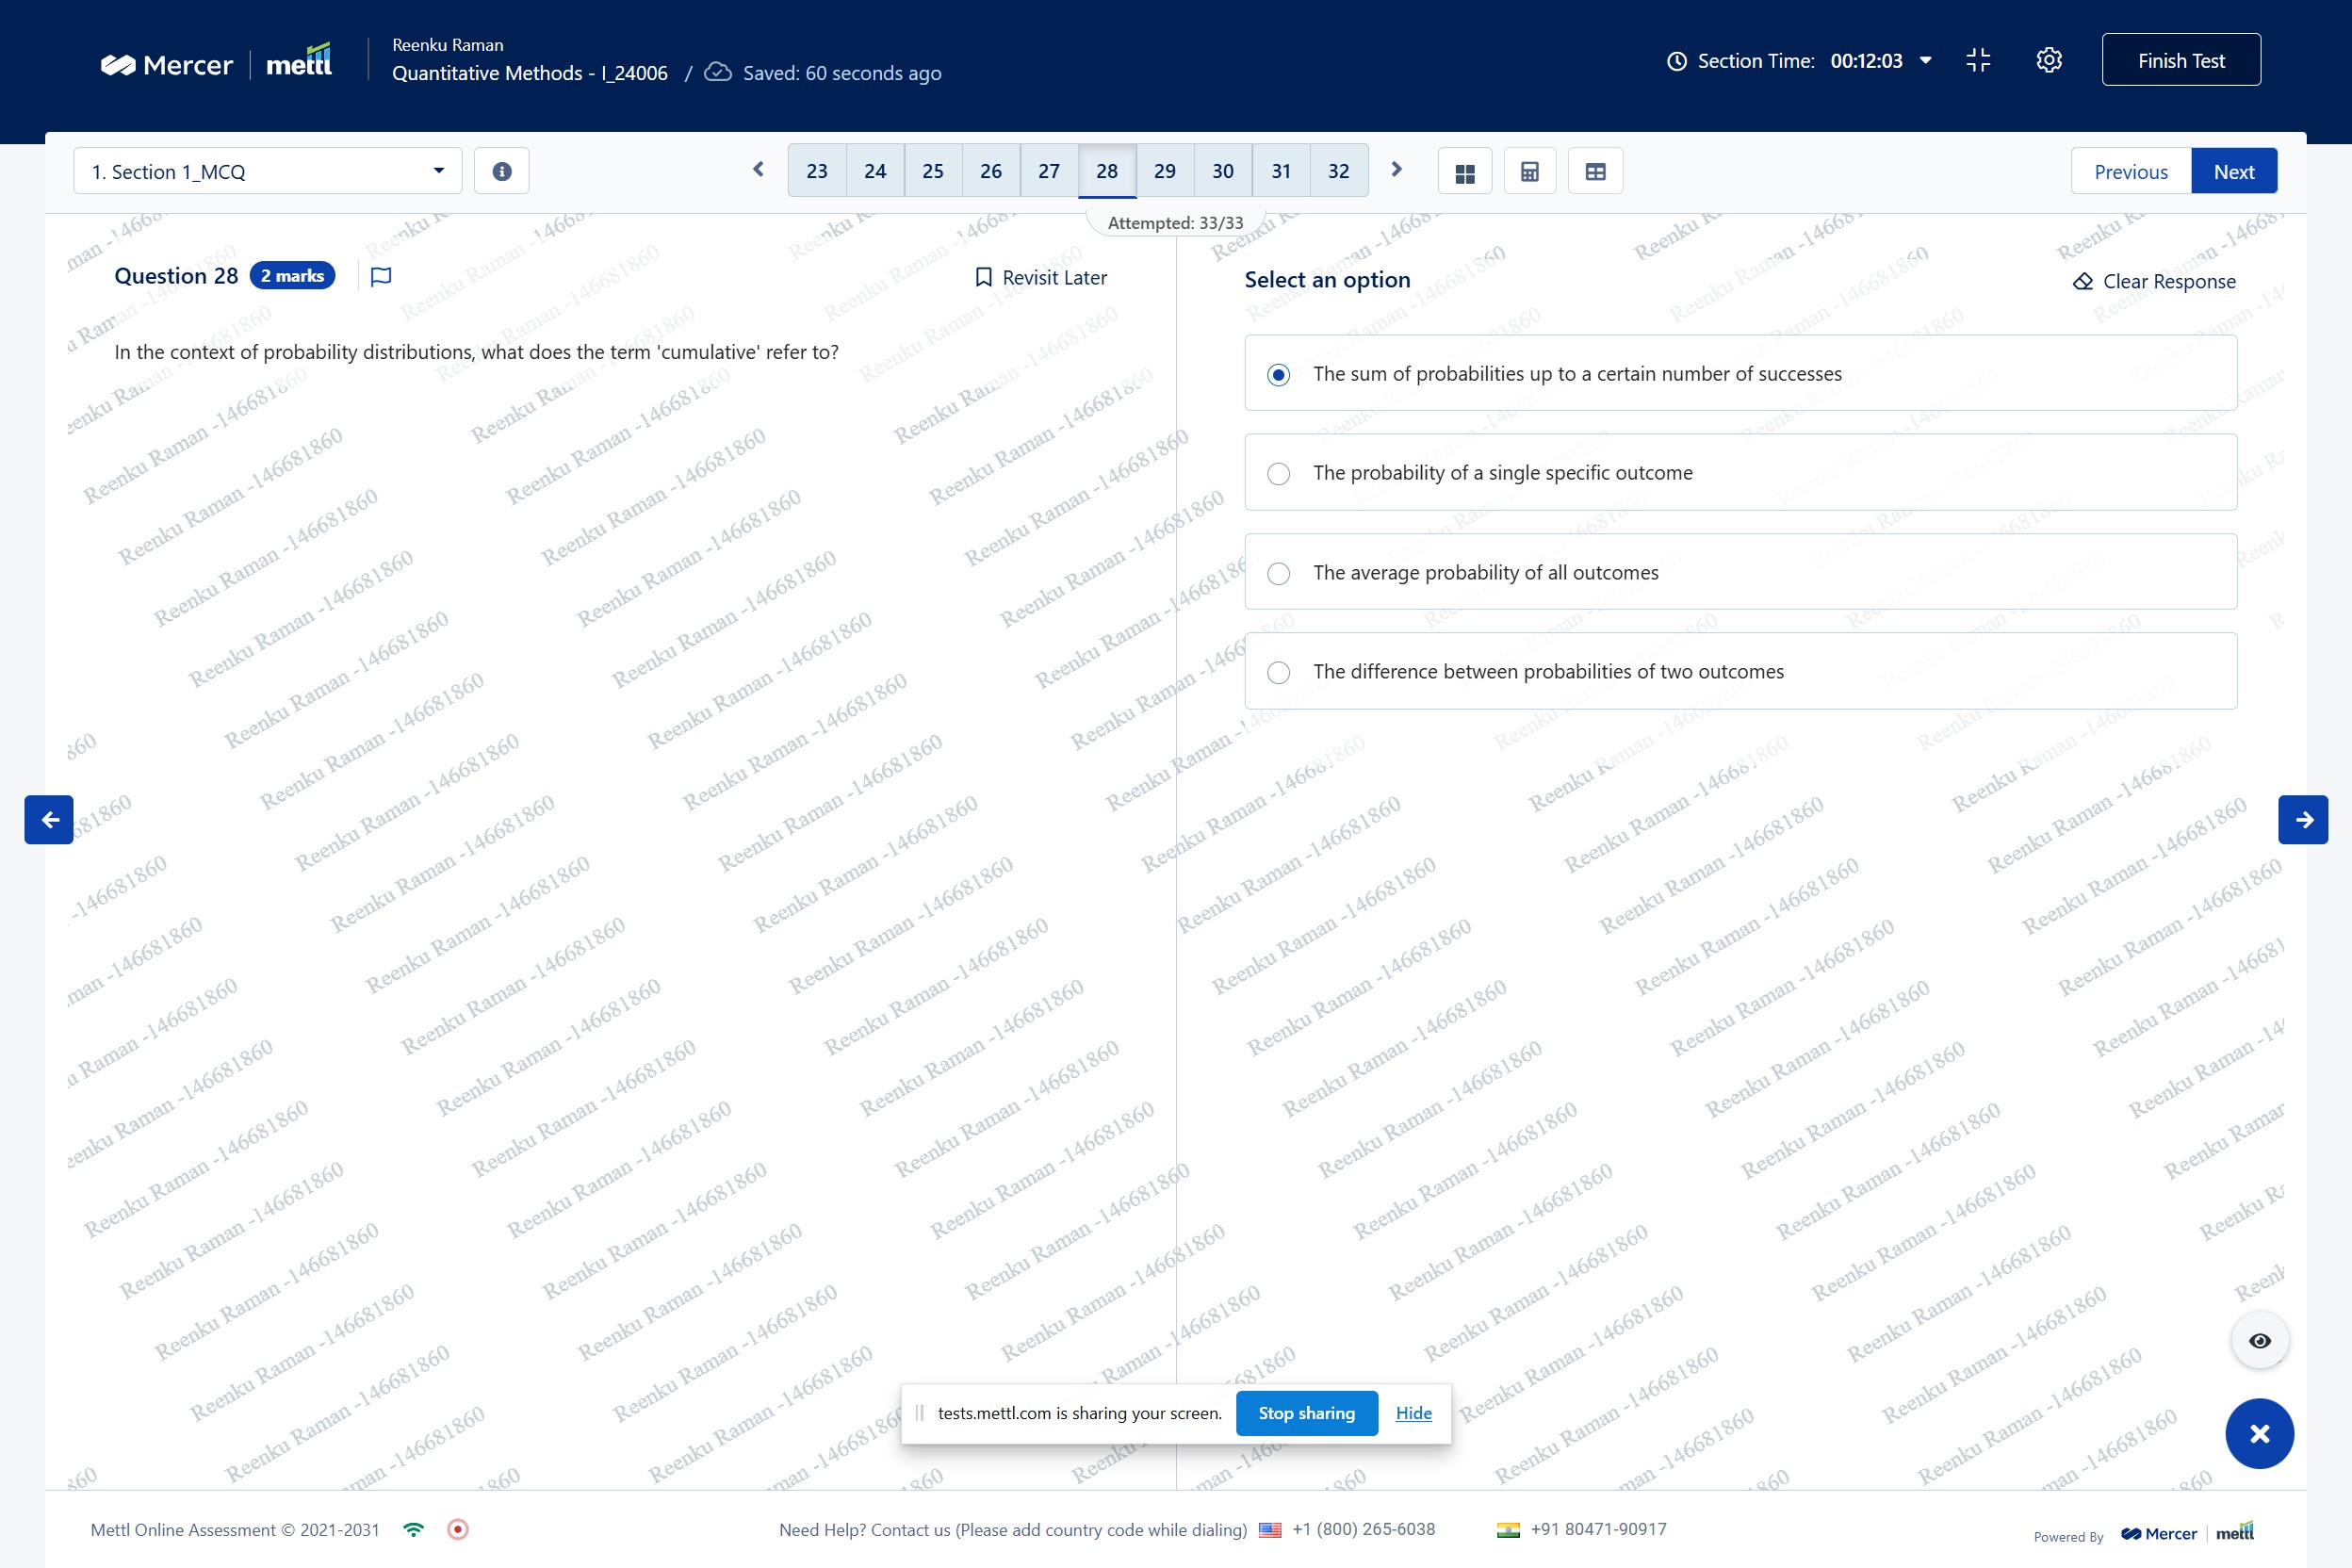 Mercer | mettl
Reenku Raman
Quantitative Methods - I_24006 / Saved: 60 seconds ago
Section Time: 00:12:03
Finish Test
1. Section 1_MCQ
23 24 25 26 27 28 29 30 31 32
Previous Next
Attempted: 33/33
Question 28 2 marks
Revisit Later
In the context of probability distributions, what does the term 'cumulative' refer to?
Select an option
Clear Response
The sum of probabilities up to a certain number of successes
The probability of a single specific outcome
The average probability of all outcomes
The difference between probabilities of two outcomes
Reenku Raman -146681860
tests.mettl.com is sharing your screen. Stop sharing Hide
Mettl Online Assessment © 2021-2031
Need Help? Contact us (Please add country code while dialing) +1 (800) 265-6038 +91 80471-90917
Powered By Mercer | mettl